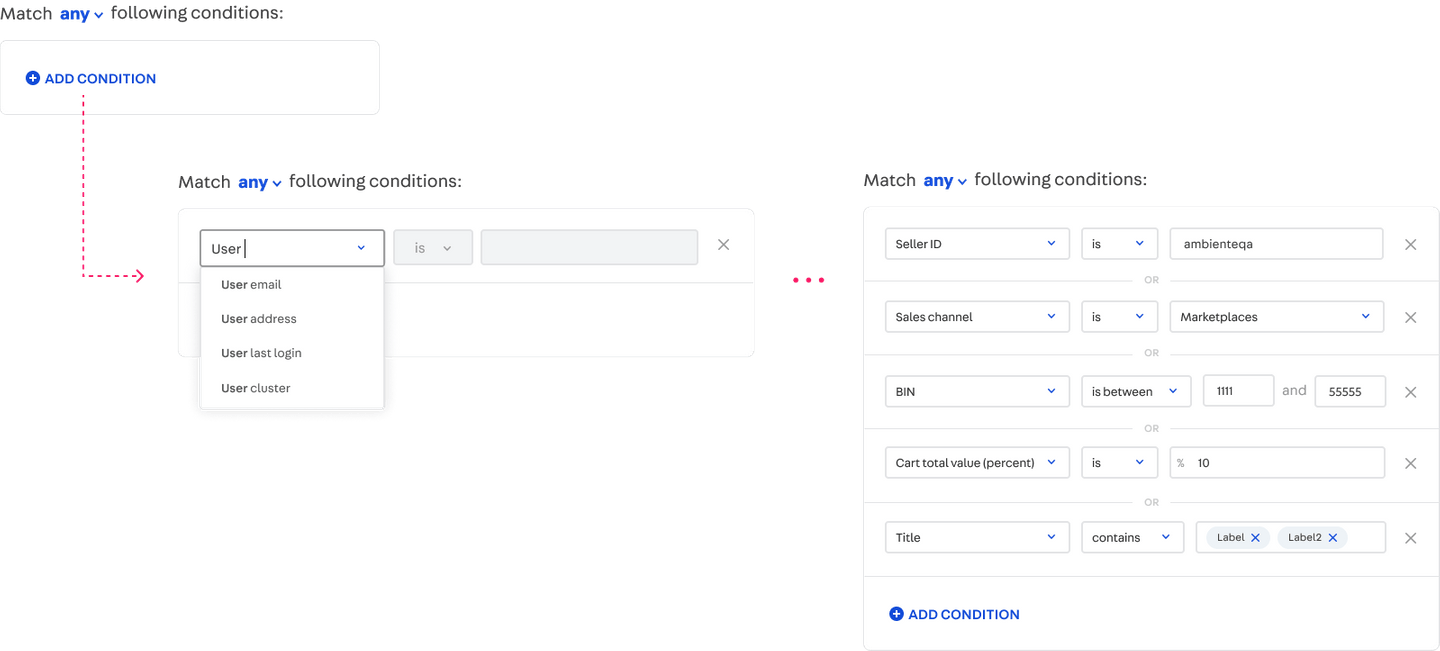 Match any following conditions:
ADD CONDITION
Match any following conditions:
User is
User email
User address
User last login
User cluster
Match any following conditions:
Seller ID is ambienteqa
OR
Sales channel is Marketplaces
OR
BIN is between 1111 and 55555
OR
Cart total value (percent) is % 10
OR
Title contains Label Label2
ADD CONDITION